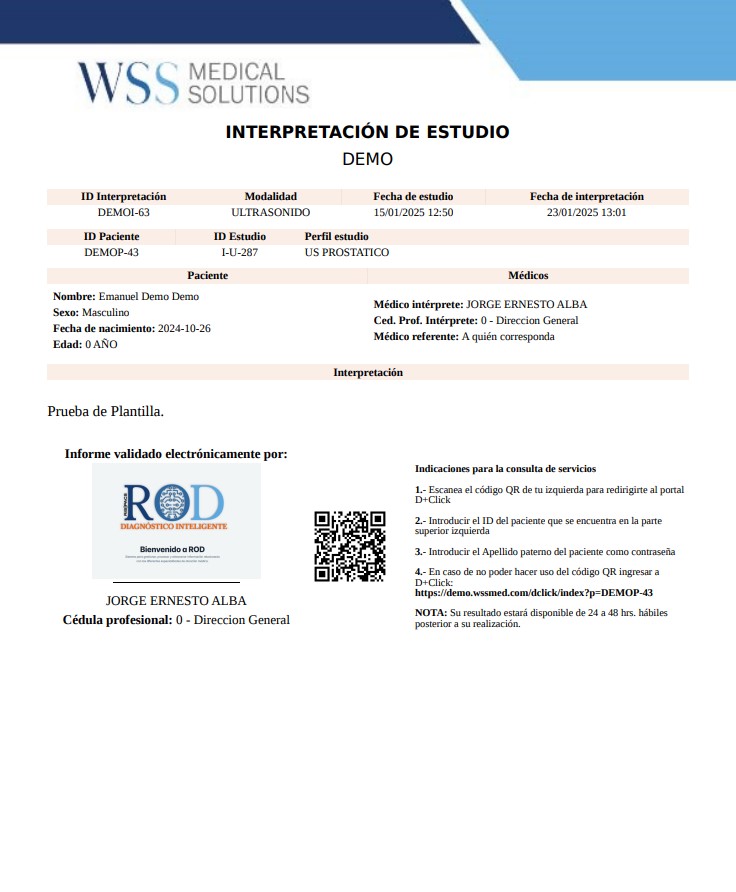 WSS MEDICAL
SOLUTIONS
INTERPRETACIÓN DE ESTUDIO
DEMO
ID Interpretación Modalidad Fecha de estudio Fecha de interpretación
DEMOI-63 ULTRASONIDO 15/01/2025 12:50 23/01/2025 13:01
ID Paciente ID Estudio Perfil estudio
DEMOP-43 I-U-287 US PROSTATICO
Paciente Médicos
Nombre: Emanuel Demo Demo
Sexo: Masculino
Fecha de nacimiento: 2024-10-26
Edad: 0 AÑO
Médico intérprete: JORGE ERNESTO ALBA
Ced. Prof. Intérprete: 0 - Direccion General
Médico referente: A quién corresponda
Interpretación
Prueba de Plantilla.
Informe validado electrónicamente por:
ROD
DIAGNÓSTICO INTELIGENTE
Bienvenido a ROD
JORGE ERNESTO ALBA
Cédula profesional: 0 - Direccion General
Indicaciones para la consulta de servicios
1.- Escanea el código QR de tu izquierda para redirigirte al portal
D+Click
2.- Introducir el ID del paciente que se encuentra en la parte
superior izquierda
3.- Introducir el Apellido paterno del paciente como contraseña
4.- En caso de no poder hacer uso del código QR ingresar a
D+Click:
https://demo.wssmed.com/dclick/index?p=DEMOP-43
NOTA: Su resultado estará disponible de 24 a 48 hrs. hábiles
posterior a su realización.